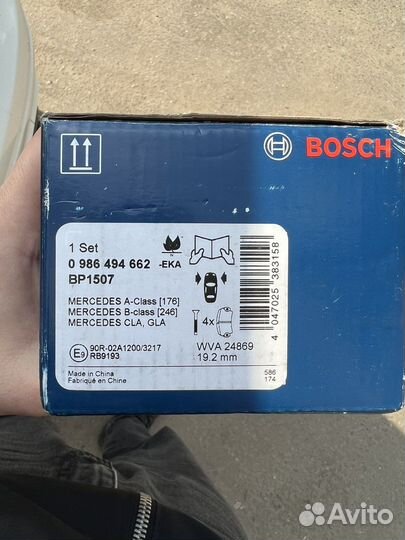 BOSCH
1 Set
0 986 494 662 -EKA
BP1507
N
MERCEDES A-Class [176]
MERCEDES B-class [246]
MERCEDES CLA, GLA
4x
E9 90R-02A1200/3217
RB9193
WVA 24869
19.2 mm
Made in China
Fabriqué en Chine
586
174
4 047025 383158
Avito